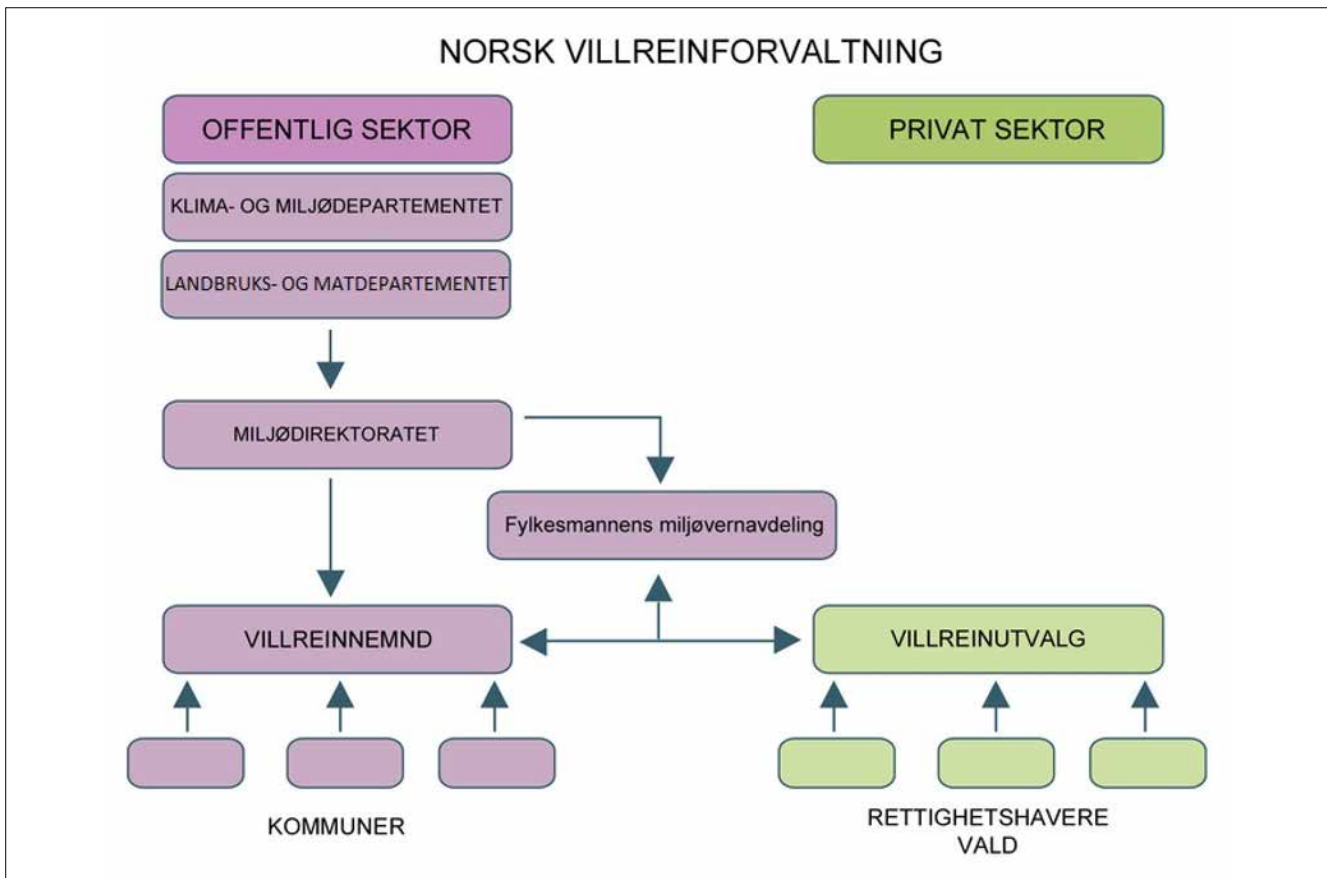 NORSK VILLREINFORVALTNING
OFFENTLIG SEKTOR
PRIVAT SEKTOR
KLIMA- OG MILJØDEPARTEMENTET
LANDBRUKS- OG MATDEPARTEMENTET
MILJØDIREKTORATET
Fylkesmannens miljøvernavdeling
VILLREINNEMND
VILLREINUTVALG
KOMMUNER
RETTIGHETSHAVERE
VALD